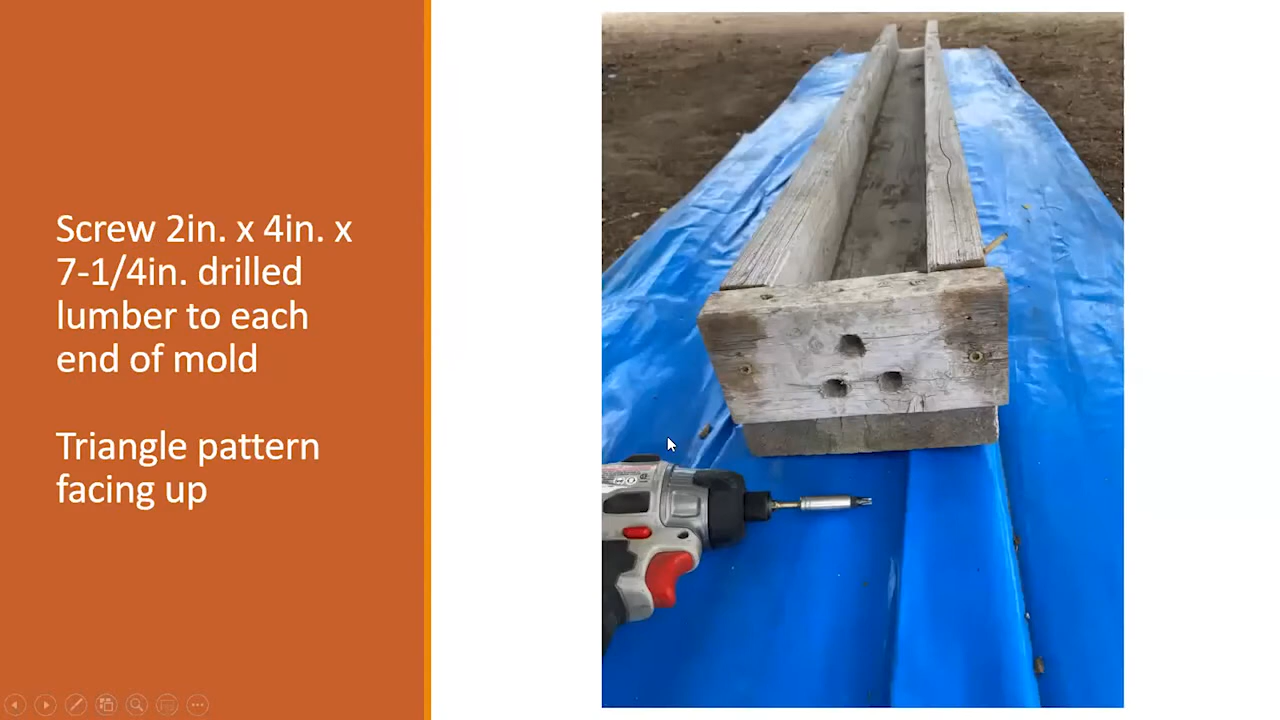 Screw 2in. x 4in. x
7-1/4in. drilled
lumber to each
end of mold
Triangle pattern
facing up